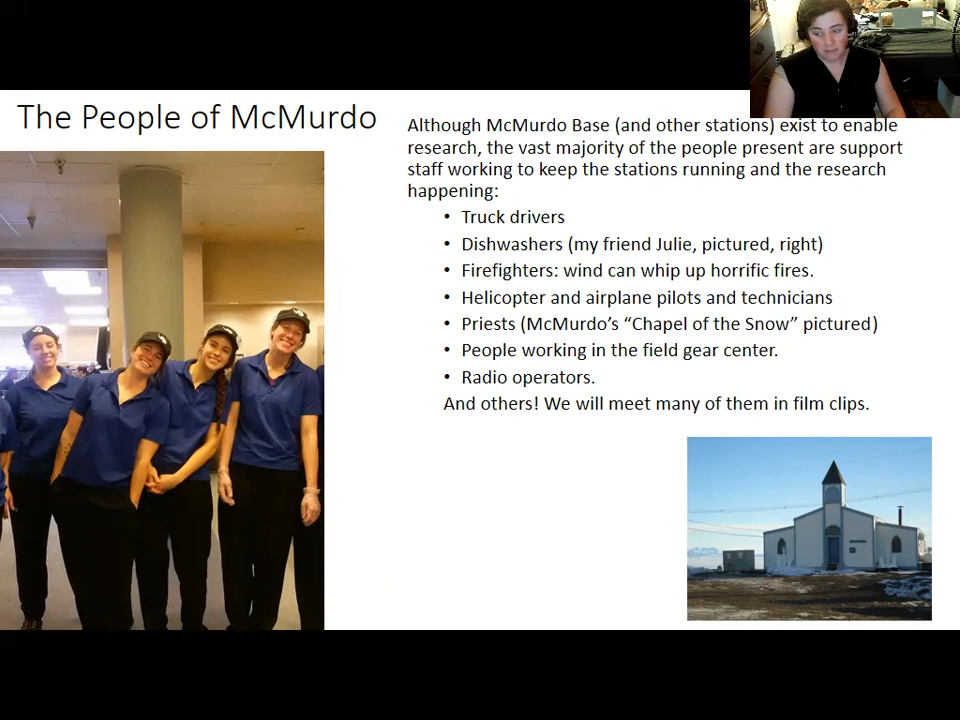 The People of McMurdo
Although McMurdo Base (and other stations) exist to enable
research, the vast majority of the people present are support
staff working to keep the stations running and the research
happening:
• Truck drivers
• Dishwashers (my friend Julie, pictured, right)
• Firefighters: wind can whip up horrific fires.
• Helicopter and airplane pilots and technicians
• Priests (McMurdo’s “Chapel of the Snow” pictured)
• People working in the field gear center.
• Radio operators.
And others! We will meet many of them in film clips.